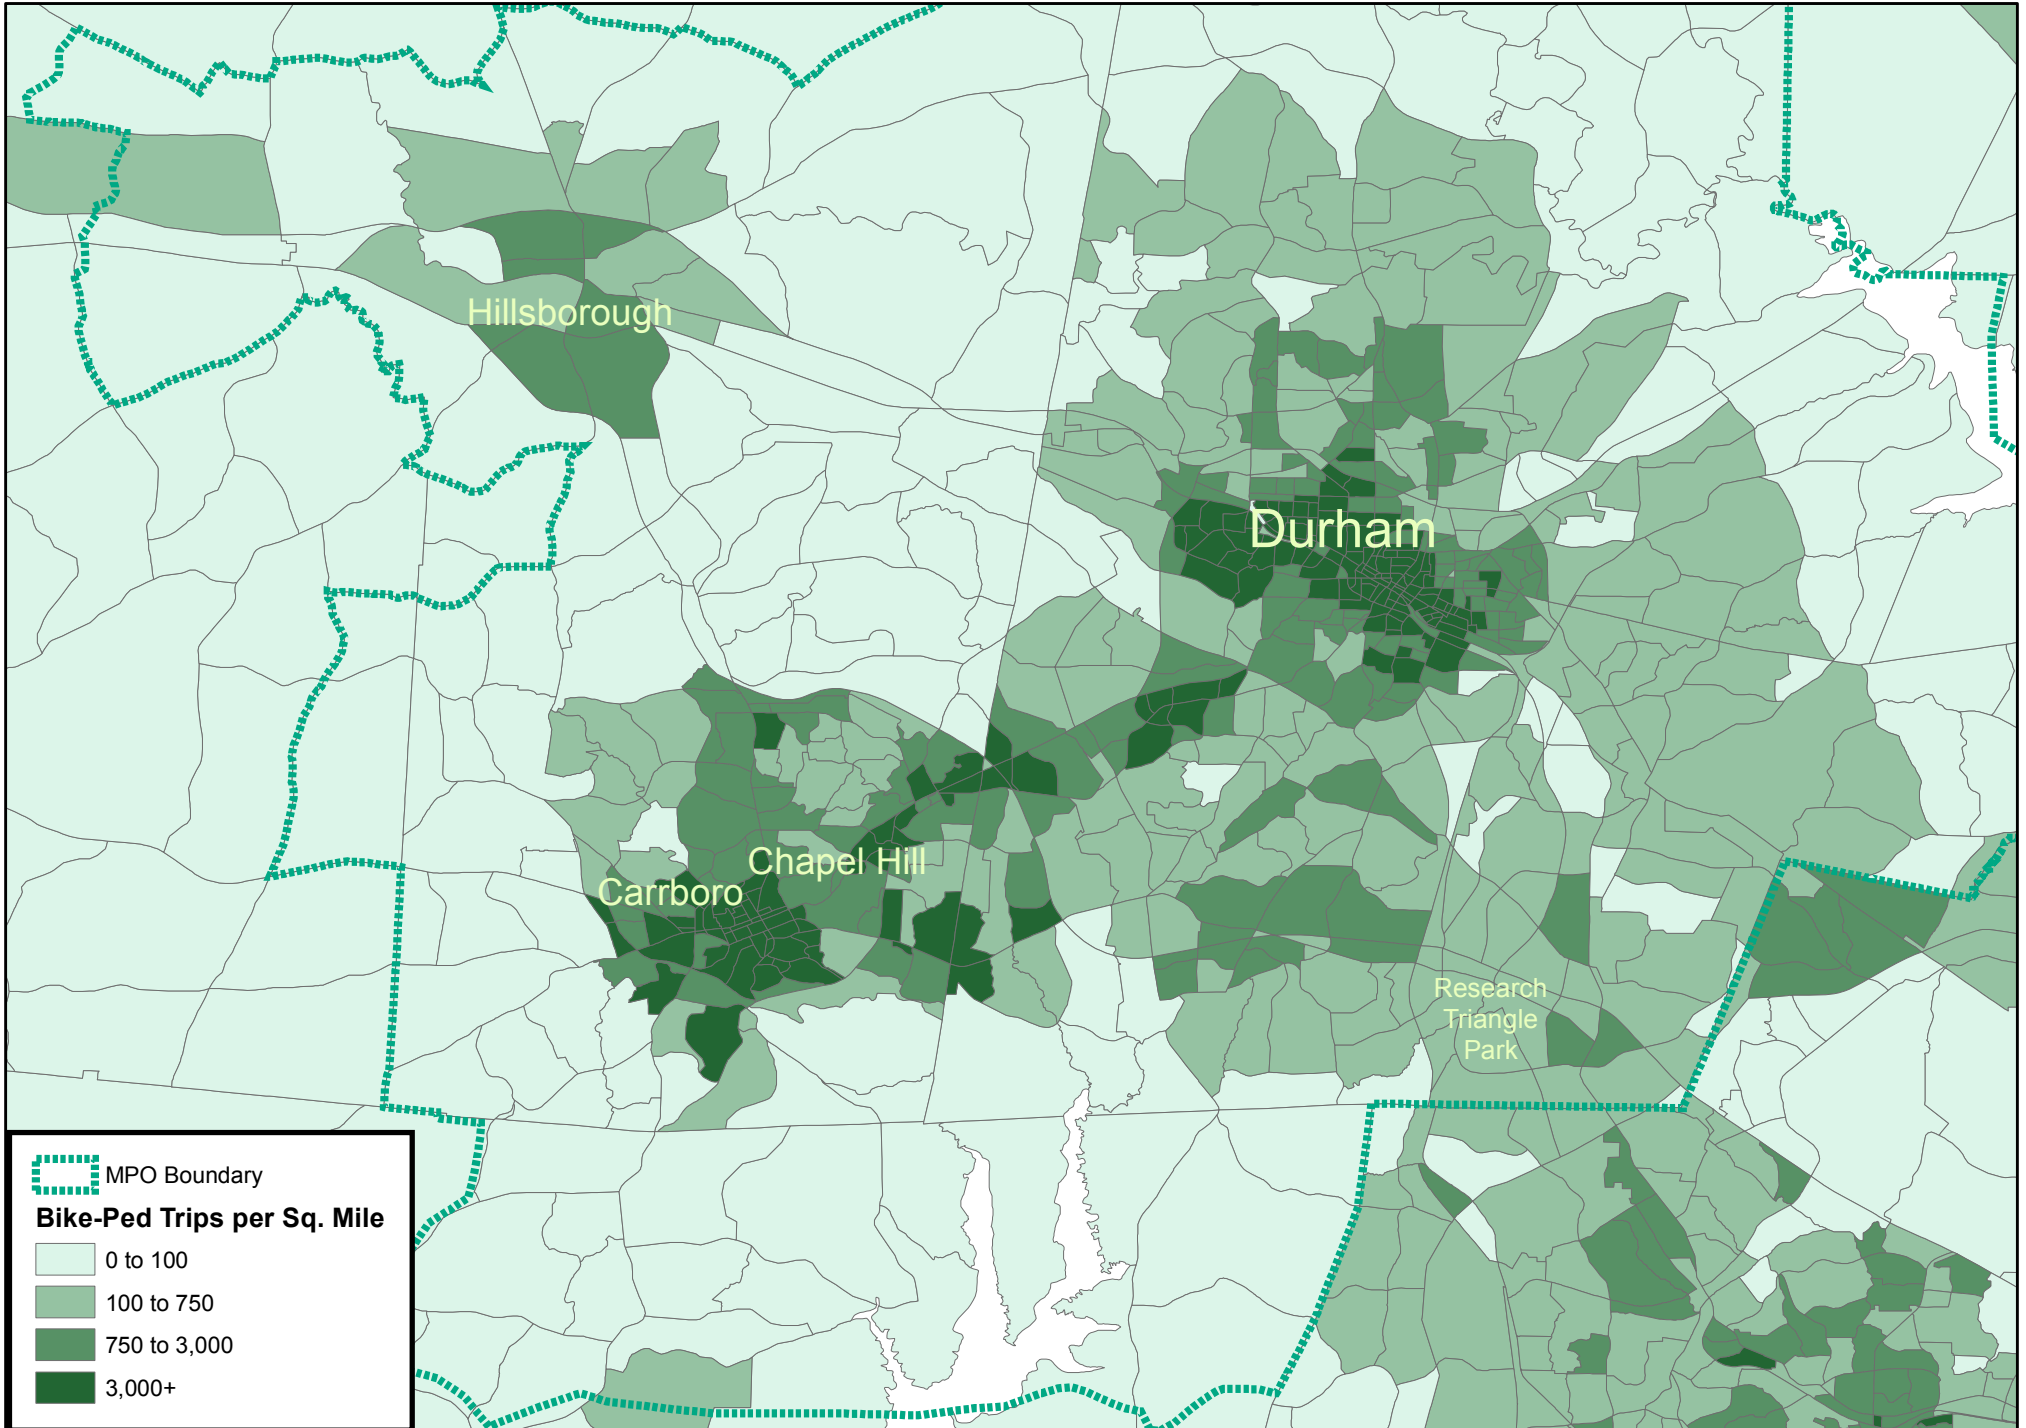 Hillsborough
Durham
Chapel Hill
Carrboro
Research
Triangle
Park
MPO Boundary
Bike-Ped Trips per Sq. Mile
0 to 100
100 to 750
750 to 3,000
3,000+